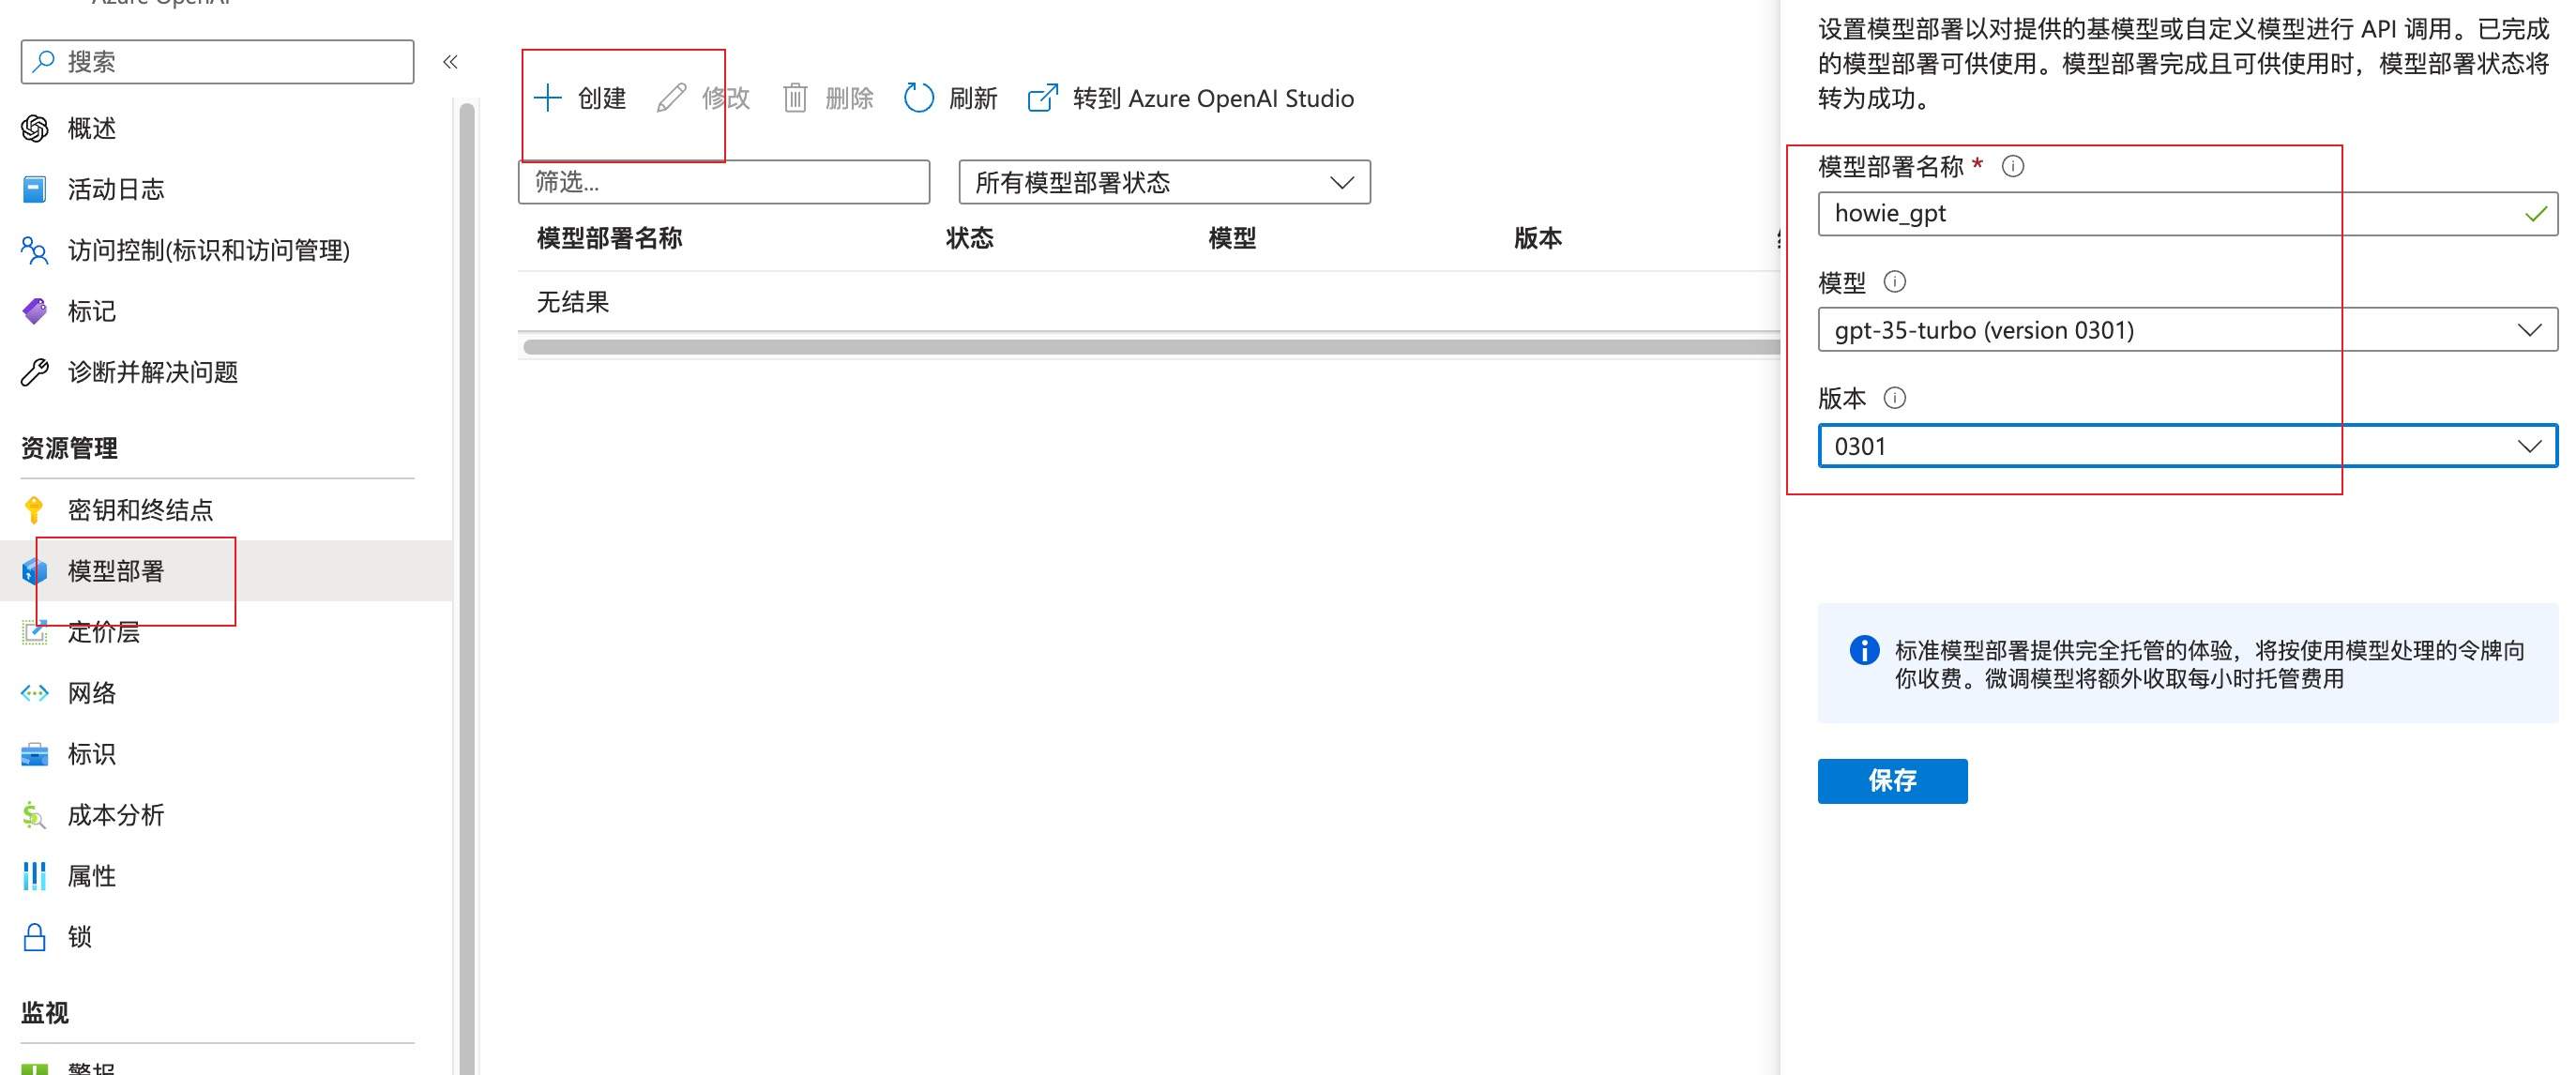 Azure OpenAI
搜索
«
概述
活动日志
访问控制(标识和访问管理)
标记
诊断并解决问题
资源管理
密钥和终结点
模型部署
定价层
网络
标识
成本分析
属性
锁
监视
警报
创建 修改 删除 刷新 转到 Azure OpenAI Studio
筛选... 所有模型部署状态
模型部署名称 状态 模型 版本
无结果
设置模型部署以对提供的基模型或自定义模型进行 API 调用。已完成
的模型部署可供使用。模型部署完成且可供使用时，模型部署状态将
转为成功。
模型部署名称 *
howie_gpt
模型
gpt-35-turbo (version 0301)
版本
0301
标准模型部署提供完全托管的体验，将按使用模型处理的令牌向
你收费。微调模型将额外收取每小时托管费用
保存